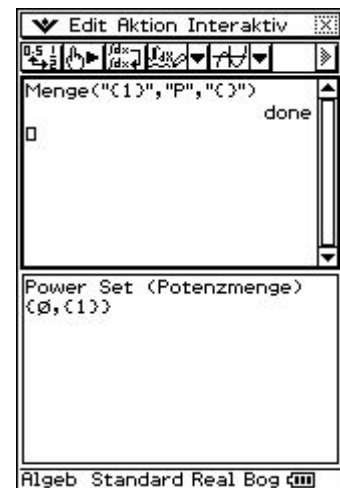 Edit Aktion Interaktiv
Menge("{1}","P","{}")
done
Power Set (Potenzmenge)
{ø,{1}}
Algeb Standard Real Bog